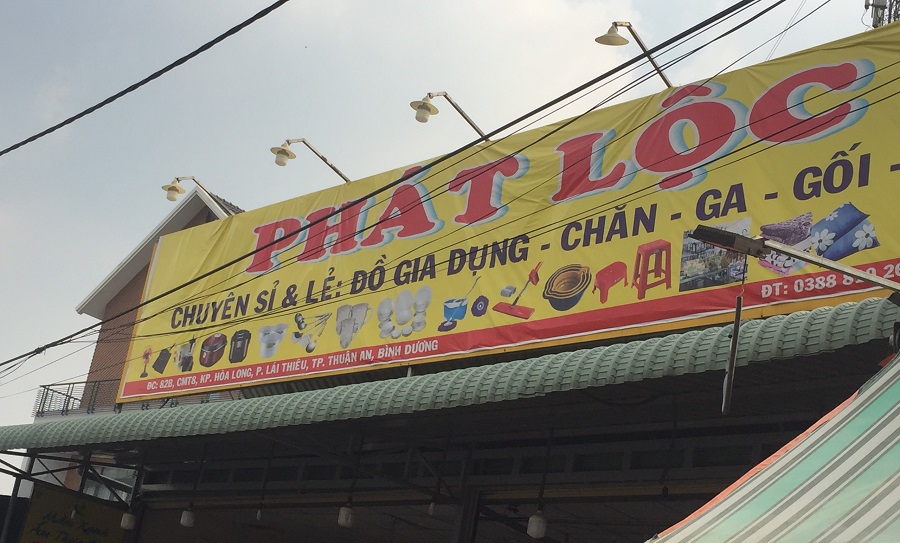 PHÁT LỘC
CHUYÊN SỈ & LẺ: ĐỒ GIA DỤNG - CHĂN - GA - GỐI -
ĐC: 82B, CMT8, KP. HÒA LONG, P. LÁI THIÊU, TP. THUẬN AN, BÌNH DƯƠNG
ĐT: 0388